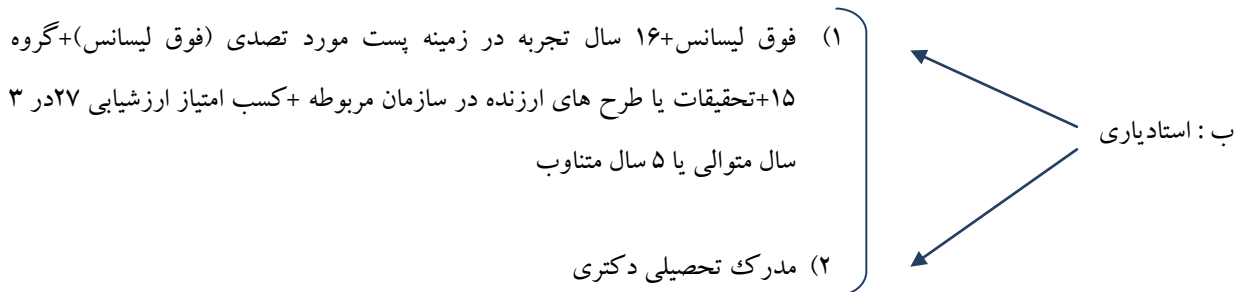 ب : استادیاری
۱) فوق لیسانس+۱۶ سال تجربه در زمینه پست مورد تصدی (فوق لیسانس)+گروه
۱۵+تحقیقات یا طرح های ارزنده در سازمان مربوطه +کسب امتیاز ارزشیابی ۲۷در ۳
سال متوالی یا ۵ سال متناوب
۲) مدرك تحصیلی دکتری